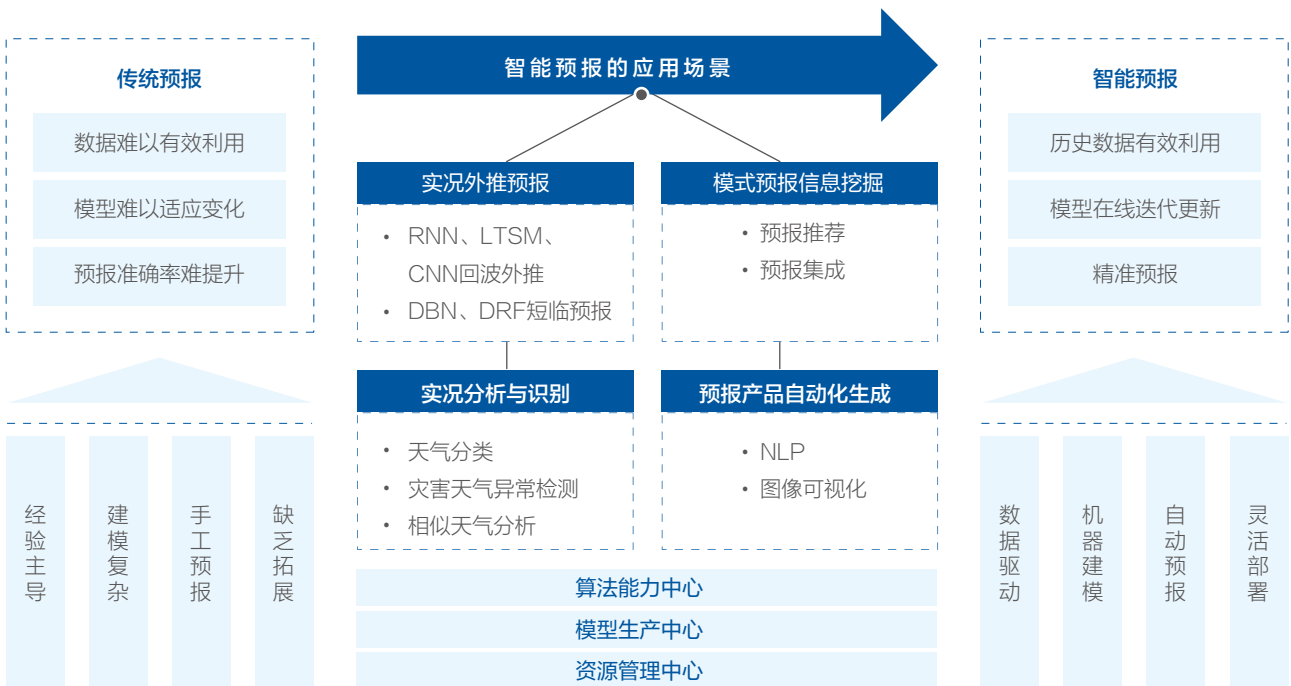 传统预报
数据难以有效利用
模型难以适应变化
预报准确率难提升
经验主导
建模复杂
手工预报
缺乏拓展
智能预报的应用场景
实况外推预报
• RNN、LTSM、
CNN回波外推
• DBN、DRF短临预报
模式预报信息挖掘
• 预报推荐
• 预报集成
实况分析与识别
• 天气分类
• 灾害天气异常检测
• 相似天气分析
预报产品自动化生成
• NLP
• 图像可视化
算法能力中心
模型生产中心
资源管理中心
智能预报
历史数据有效利用
模型在线迭代更新
精准预报
数据驱动
机器建模
自动预报
灵活部署